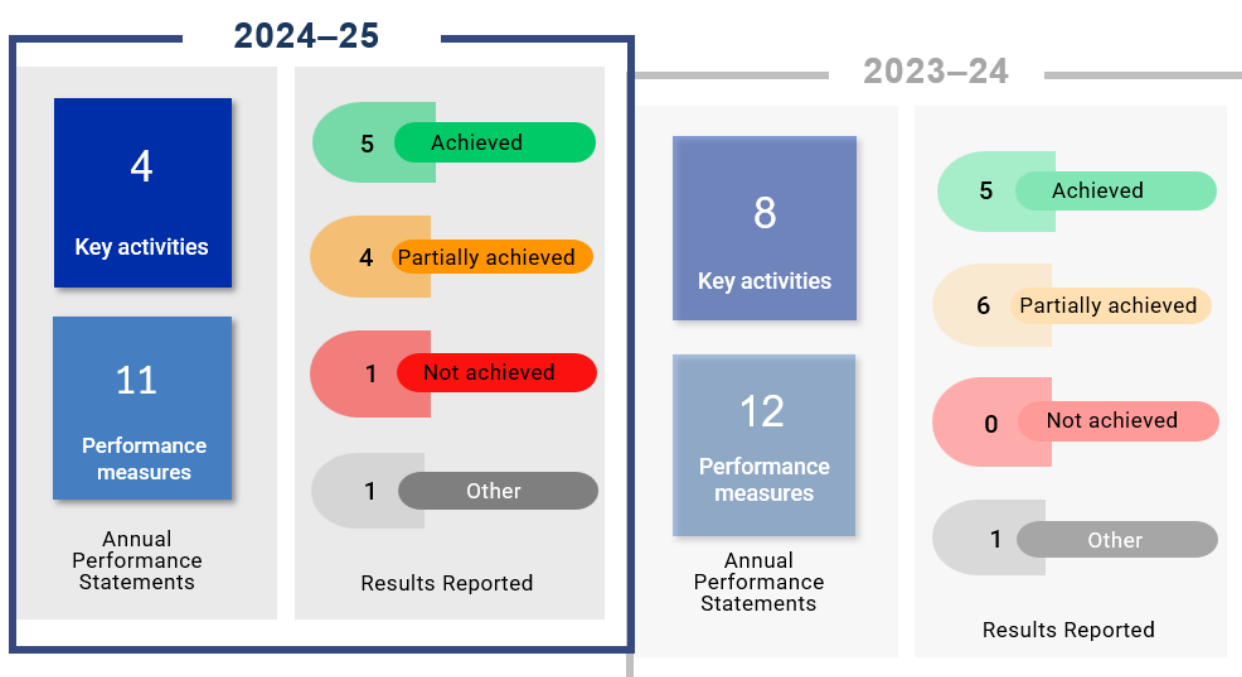 2024–25
4
Key activities
11
Performance
measures
Annual
Performance
Statements
5 Achieved
4 Partially achieved
1 Not achieved
1 Other
Results Reported
2023–24
8
Key activities
12
Performance
measures
Annual
Performance
Statements
5 Achieved
6 Partially achieved
0 Not achieved
1 Other
Results Reported